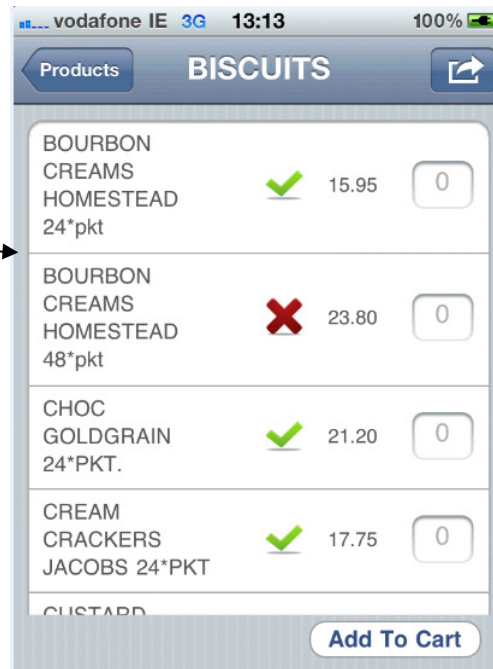 vodafone IE 3G 13:13 100%
Products BISCUITS
BOURBON
CREAMS
HOMESTEAD
24*pkt
15.95 0
BOURBON
CREAMS
HOMESTEAD
48*pkt
23.80 0
CHOC
GOLDGRAIN
24*PKT.
21.20 0
CREAM
CRACKERS
JACOBS 24*PKT
17.75 0
CUSTARD
Add To Cart